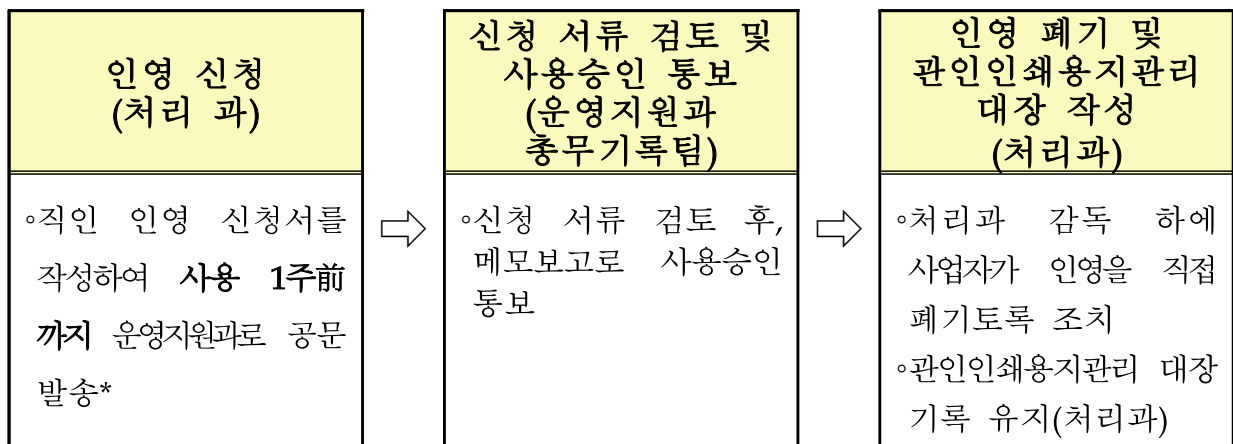 인영 신청
(처리 과)
◦직인 인영 신청서를
작성하여 사용 1주前
까지 운영지원과로 공문
발송*
신청 서류 검토 및
사용승인 통보
(운영지원과
총무기록팀)
◦신청 서류 검토 후,
메모보고로 사용승인
통보
인영 폐기 및
관인인쇄용지관리
대장 작성
(처리과)
◦처리과 감독 하에
사업자가 인영을 직접
폐기토록 조치
◦관인인쇄용지관리 대장
기록 유지(처리과)